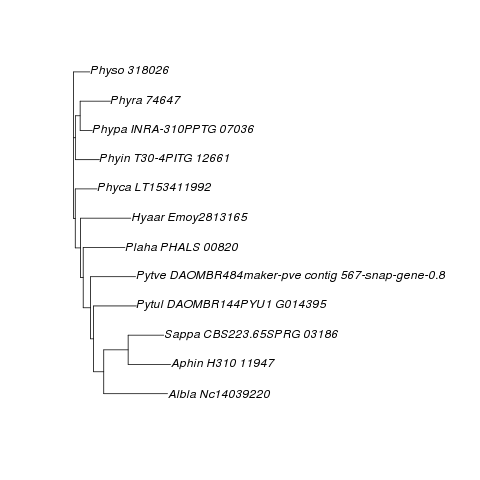 Physo 318026
Phyra 74647
Phypa INRA-310PPTG 07036
Phyin T30-4PITG 12661
Phyca LT153411992
Hyaar Emoy2813165
Plaha PHALS 00820
Pytve DAOMBR484maker-pve contig 567-snap-gene-0.8
Pytul DAOMBR144PYU1 G014395
Sappa CBS223.65SPRG 03186
Aphin H310 11947
Albla Nc14039220